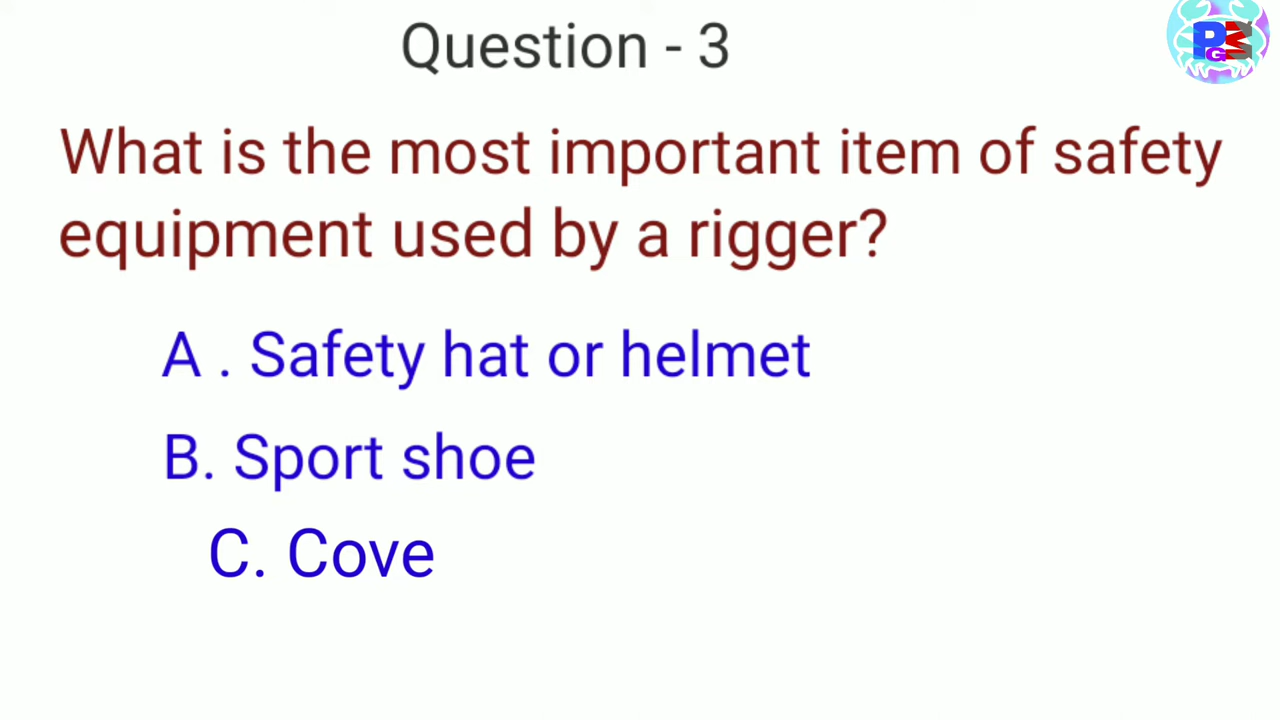 Question - 3
What is the most important item of safety
equipment used by a rigger?
A . Safety hat or helmet
B. Sport shoe
C. Cove